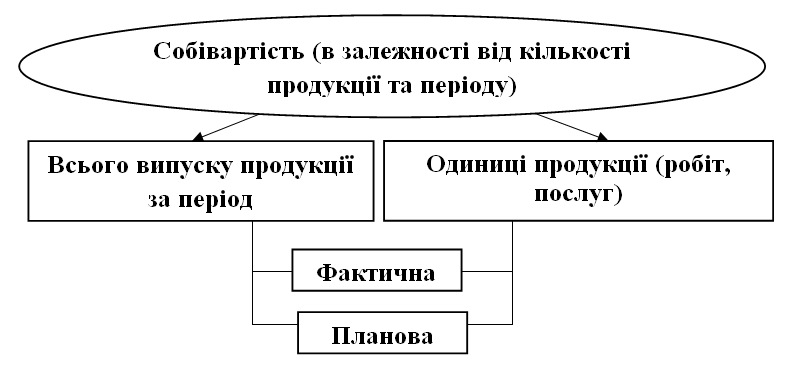 Собівартість (в залежності від кількості
продукції та періоду)
Всього випуску продукції
за період
Одиниці продукції (робіт,
послуг)
Фактична
Планова